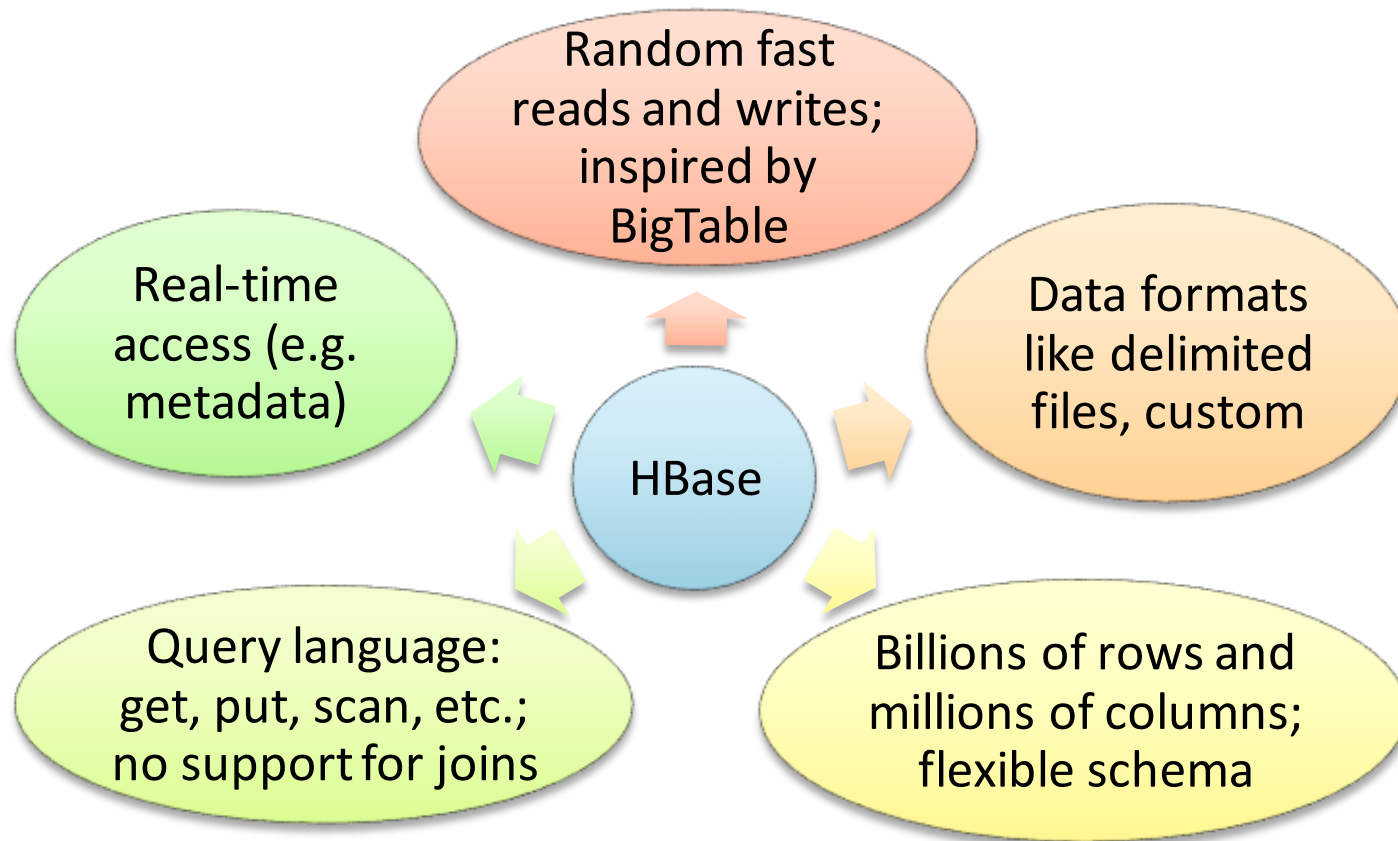 Random fast
reads and writes;
inspired by
BigTable
Real-time
access (e.g.
metadata)
Data formats
like delimited
files, custom
HBase
Query language:
get, put, scan, etc.;
no support for joins
Billions of rows and
millions of columns;
flexible schema